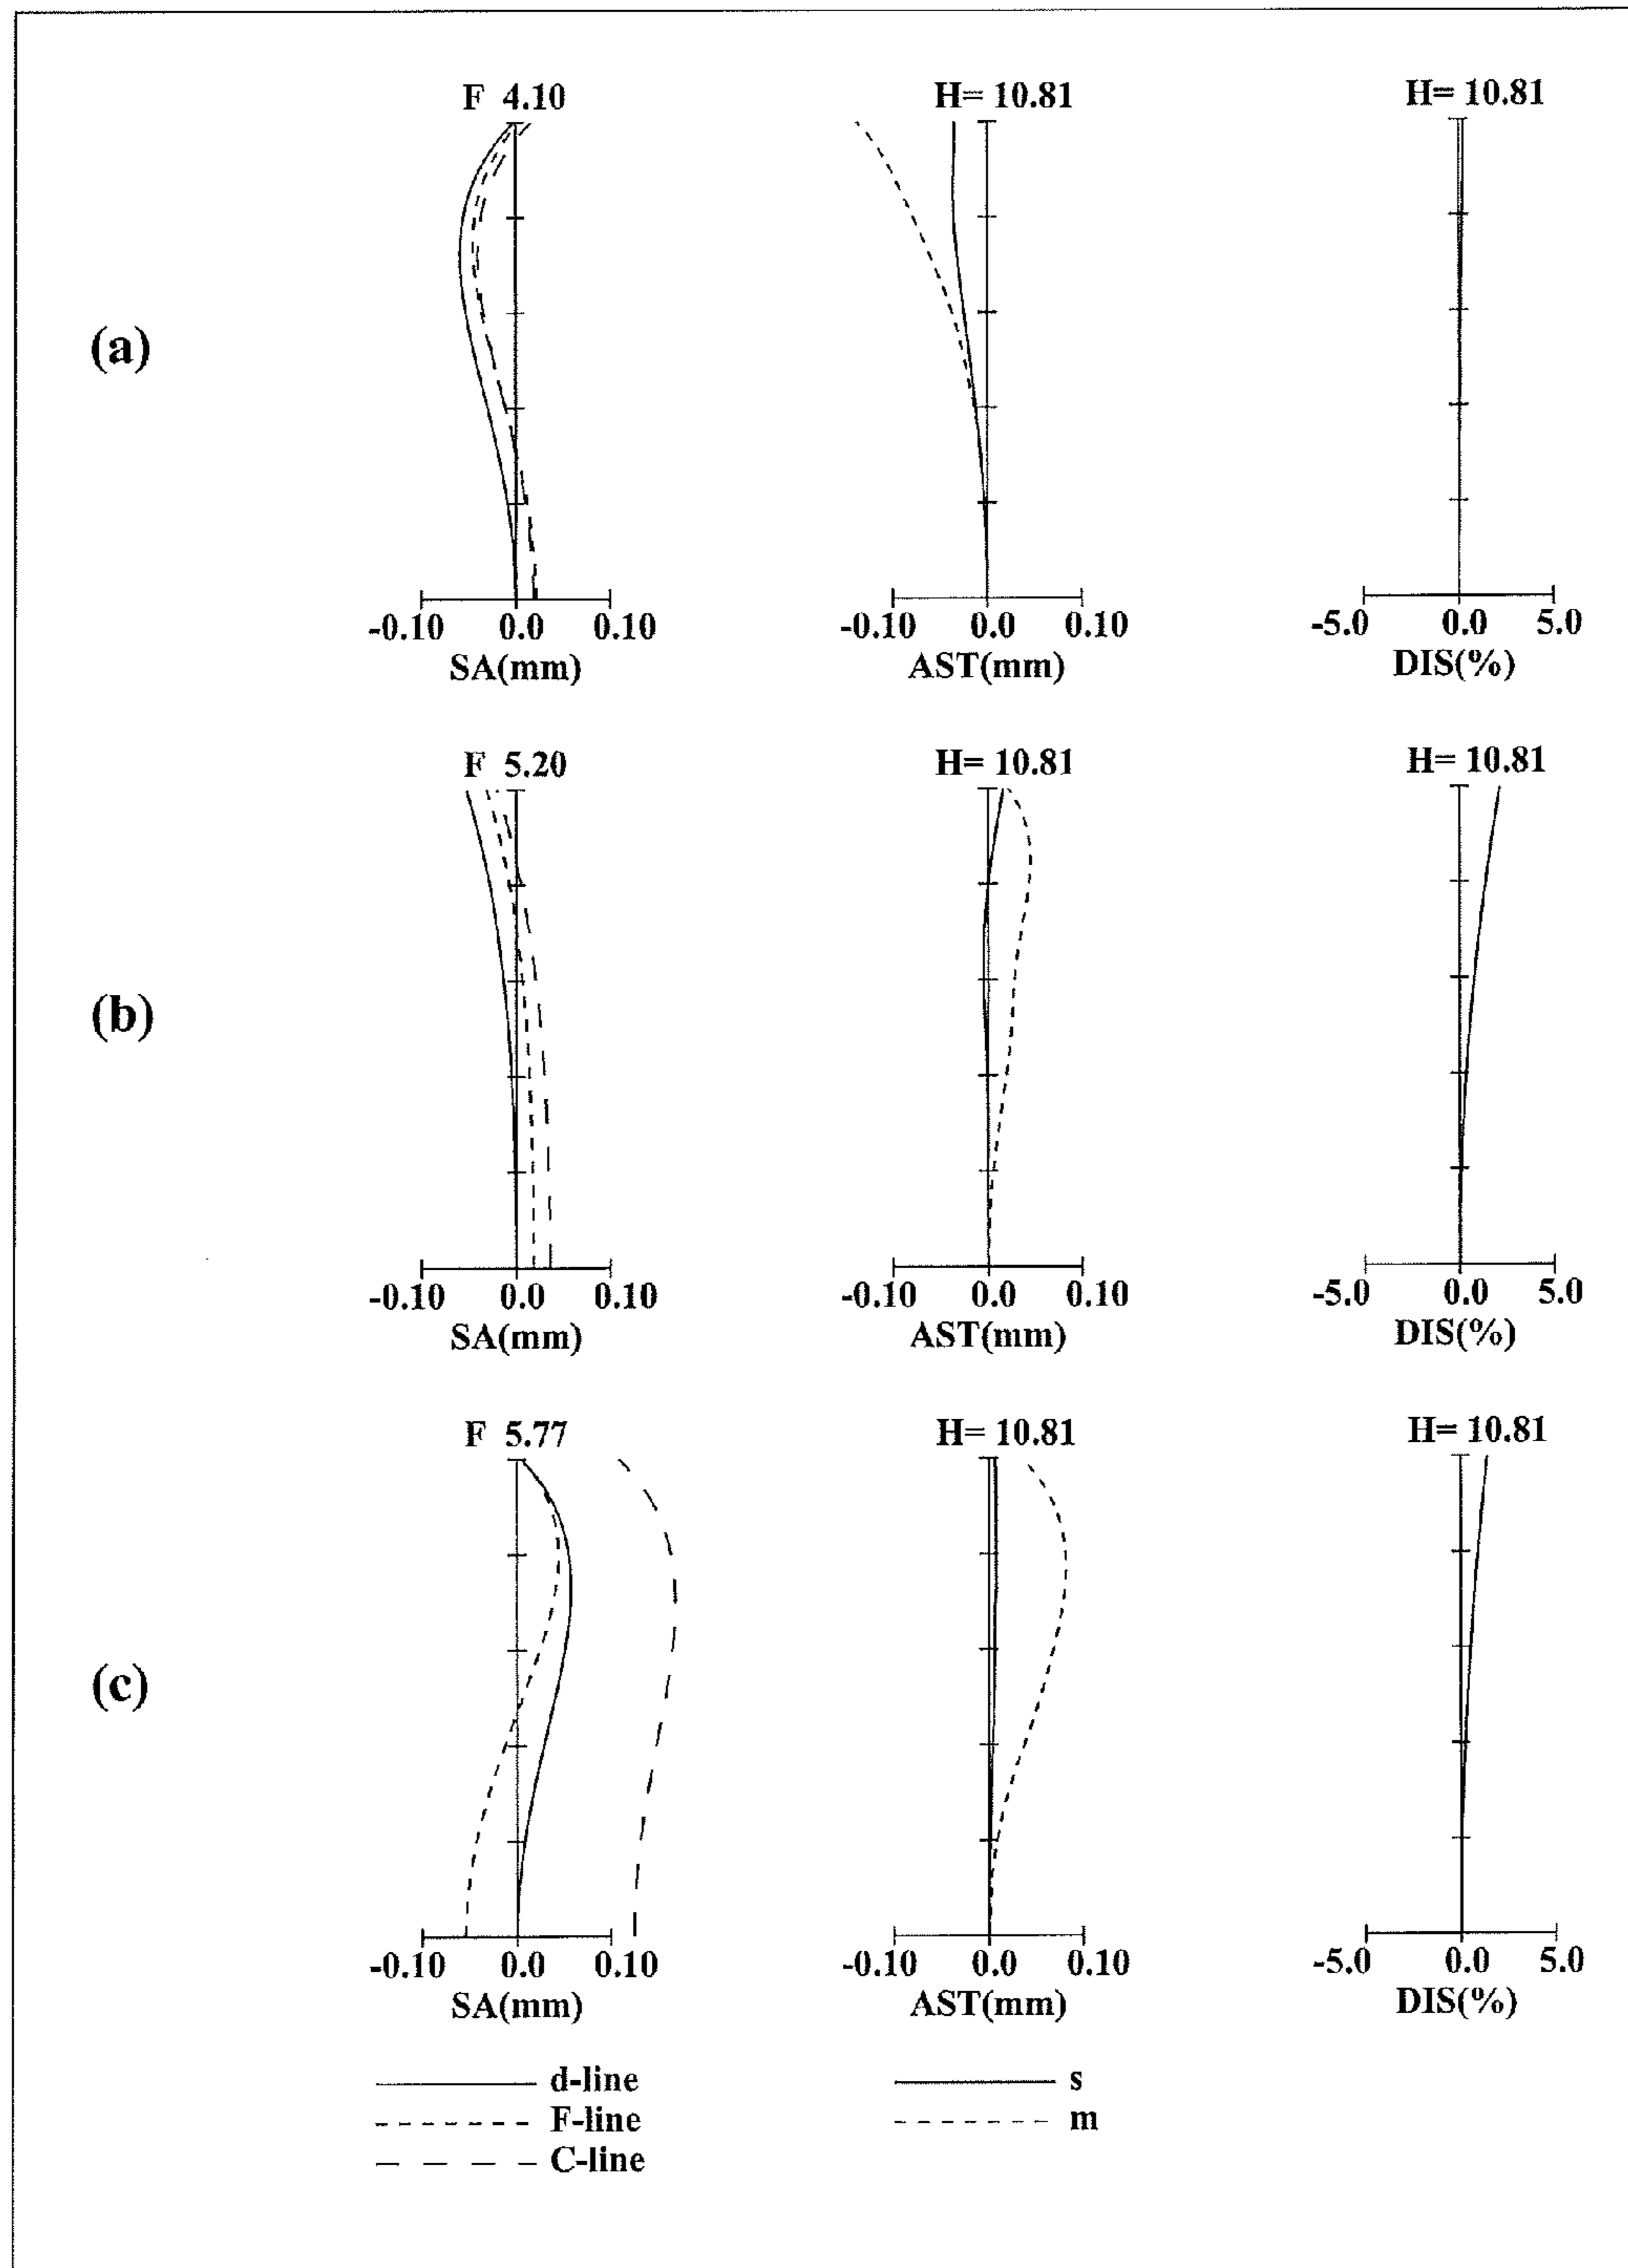 F 4.10 H= 10.81 H= 10.81
(a)
-0.10 0.0 0.10 -0.10 0.0 0.10 -5.0 0.0 5.0
SA(mm) AST(mm) DIS(%)
F 5.20 H= 10.81 H= 10.81
(b)
-0.10 0.0 0.10 -0.10 0.0 0.10 -5.0 0.0 5.0
SA(mm) AST(mm) DIS(%)
F 5.77 H= 10.81 H= 10.81
(c)
-0.10 0.0 0.10 -0.10 0.0 0.10 -5.0 0.0 5.0
SA(mm) AST(mm) DIS(%)
d-line s
F-line m
C-line